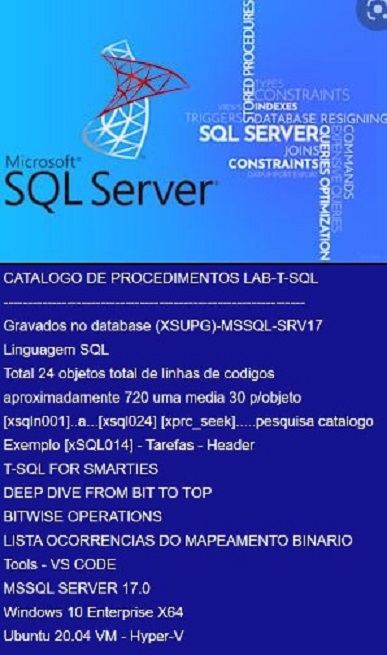 STORED PROCEDURES
TYPES
CONSTRAINTS
VIEWS INDEXES
TRIGGERS DATABASE RESIGNING
SQL SERVER
JOINS
CONSTRAINTS
DATA IMPORT EXPORT
QUERIES OPTIMIZATION
EXPENSIVE QUERIES
COMMANDS
Microsoft®
SQL Server®
CATALOGO DE PROCEDIMENTOS LAB-T-SQL
---------------------------------------------------------------
Gravados no database (XSUPG)-MSSQL-SRV17
Linguagem SQL
Total 24 objetos total de linhas de codigos
aproximadamente 720 uma media 30 p/objeto
[xsqln001]..a...[xsql024] [xprc_seek].....pesquisa catalogo
Exemplo [xSQL014] - Tarefas - Header
T-SQL FOR SMARTIES
DEEP DIVE FROM BIT TO TOP
BITWISE OPERATIONS
LISTA OCORRENCIAS DO MAPEAMENTO BINARIO
Tools - VS CODE
MSSQL SERVER 17.0
Windows 10 Enterprise X64
Ubuntu 20.04 VM - Hyper-V